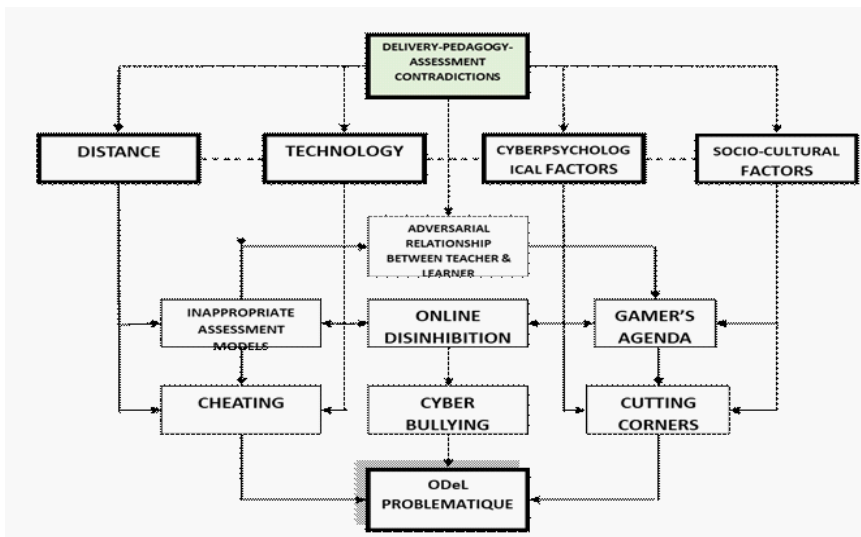 DELIVERY-PEDAGOGY-
ASSESSMENT
CONTRADICTIONS
DISTANCE
TECHNOLOGY
CYBERPSYCHOLOG
ICAL FACTORS
SOCIO-CULTURAL
FACTORS
ADVERSARIAL
RELATIONSHIP
BETWEEN TEACHER &
LEARNER
INAPPROPRIATE
ASSESSMENT
MODELS
ONLINE
DISINHIBITION
GAMER'S
AGENDA
CHEATING
CYBER
BULLYING
CUTTING
CORNERS
ODeL
PROBLEMATIQUE